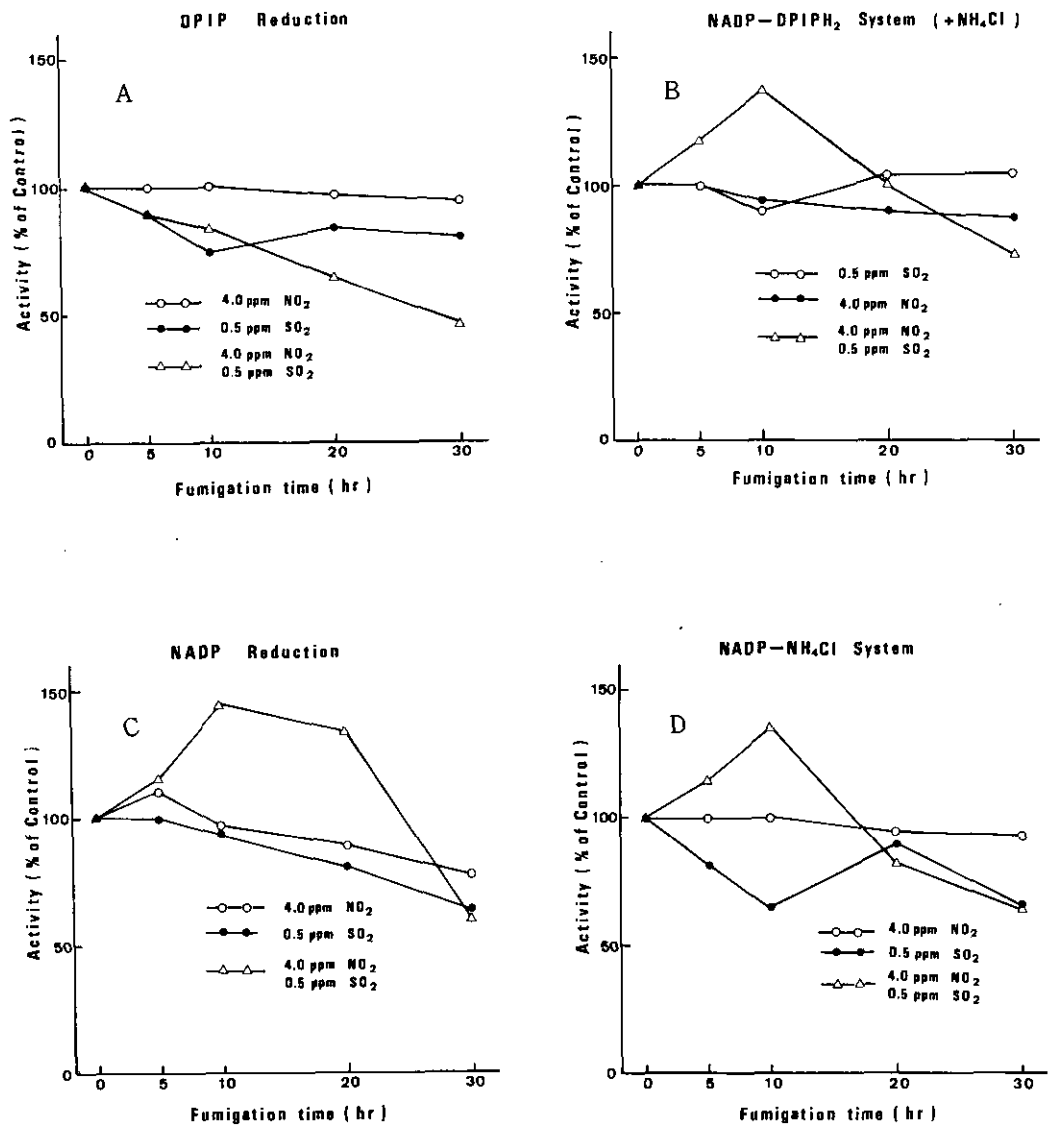 DPIP Reduction
150
A
100
50
0
Activity (% of Control)
4.0 ppm NO₂
0.5 ppm SO₂
4.0 ppm NO₂
0.5 ppm SO₂
0 5 10 20 30
Fumigation time (hr)
NADP—DPIPH₂ System (+NH₄Cl)
150
B
100
50
0
Activity (% of Control)
0.5 ppm SO₂
4.0 ppm NO₂
4.0 ppm NO₂
0.5 ppm SO₂
0 5 10 20 30
Fumigation time (hr)
NADP Reduction
150
C
100
50
0
Activity (% of Control)
4.0 ppm NO₂
0.5 ppm SO₂
4.0 ppm NO₂
0.5 ppm SO₂
0 5 10 20 30
Fumigation time (hr)
NADP—NH₄Cl System
150
D
100
50
0
Activity (% of Control)
4.0 ppm NO₂
0.5 ppm SO₂
4.0 ppm NO₂
0.5 ppm SO₂
0 5 10 20 30
Fumigation time (hr)